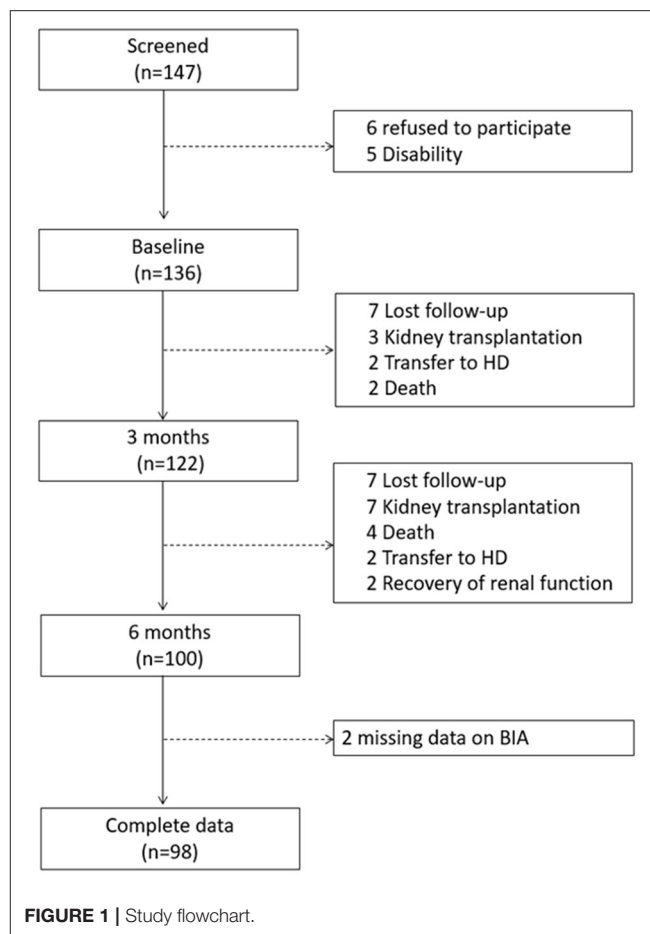 Screened
(n=147)
6 refused to participate
5 Disability
Baseline
(n=136)
7 Lost follow-up
3 Kidney transplantation
2 Transfer to HD
2 Death
3 months
(n=122)
7 Lost follow-up
7 Kidney transplantation
4 Death
2 Transfer to HD
2 Recovery of renal function
6 months
(n=100)
2 missing data on BIA
Complete data
(n=98)
FIGURE 1 | Study flowchart.